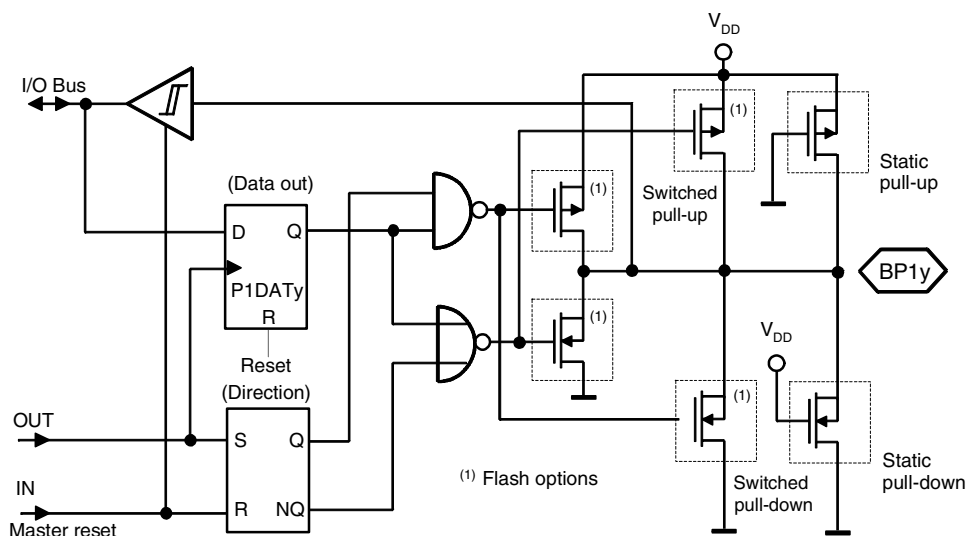 V_DD
I/O Bus
(1)
(Data out)
(1)
Switched
pull-up
Static
pull-up
D
Q
P1DATy
R
BP1y
(1)
Reset
(Direction)
V_DD
OUT
S
Q
(1)
IN
R
NQ
Master reset
(1) Flash options
Switched
pull-down
Static
pull-down